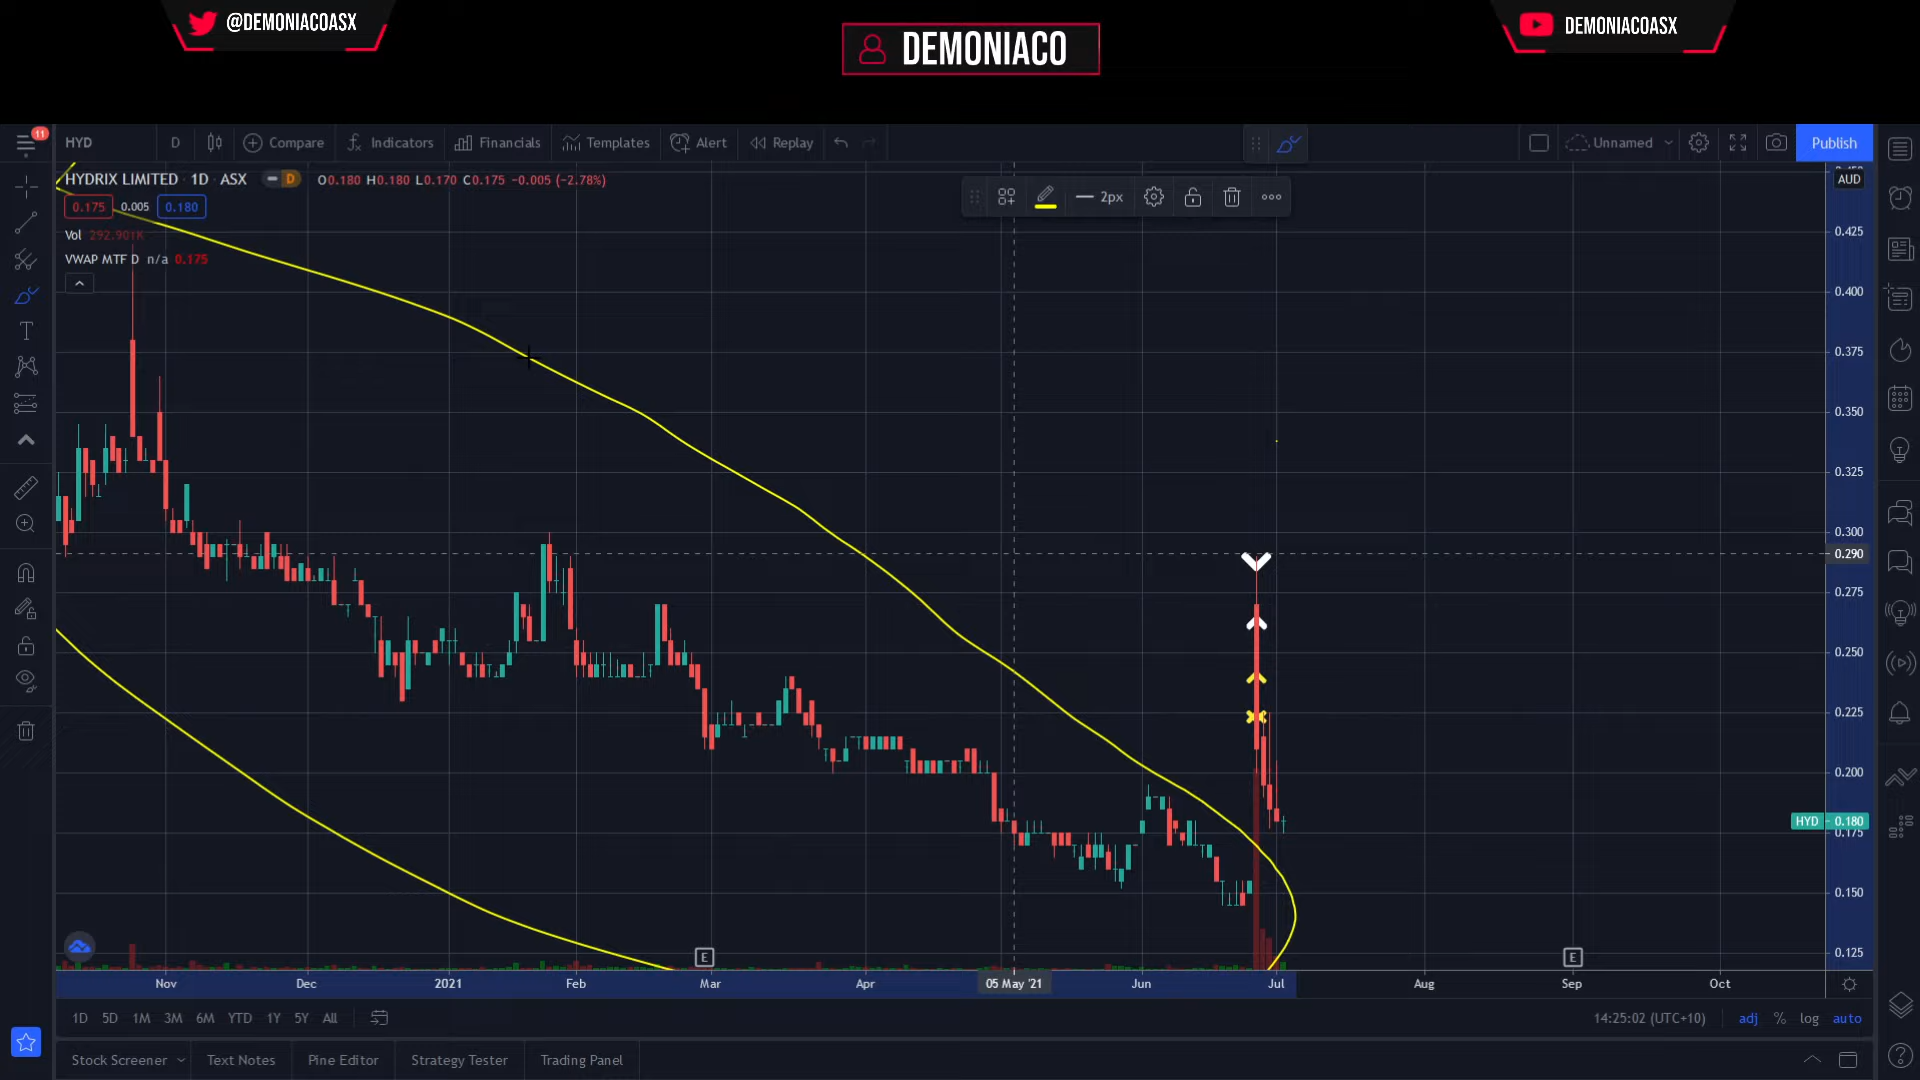 @DEMONIACOASX
DEMONIACO
DEMONIACOASX
11
HYD D Compare Indicators Financials Templates Alert Replay Unnamed Publish
HYDRIX LIMITED · 1D · ASX D O0.180 H0.180 L0.170 C0.175 −0.005 (−2.78%)
AUD
2px
0.175 0.005 0.180
Vol 292.901K
VWAP MTF D n/a 0.175
0.425
0.400
0.375
0.350
0.325
0.300
0.290
0.275
0.250
0.225
0.200
HYD 0.180
0.175
0.150
0.125
E E
Nov Dec 2021 Feb Mar Apr 05 May '21 Jun Jul Aug Sep Oct
1D 5D 1M 3M 6M YTD 1Y 5Y All 14:25:02 (UTC+10) adj % log auto
Stock Screener Text Notes Pine Editor Strategy Tester Trading Panel